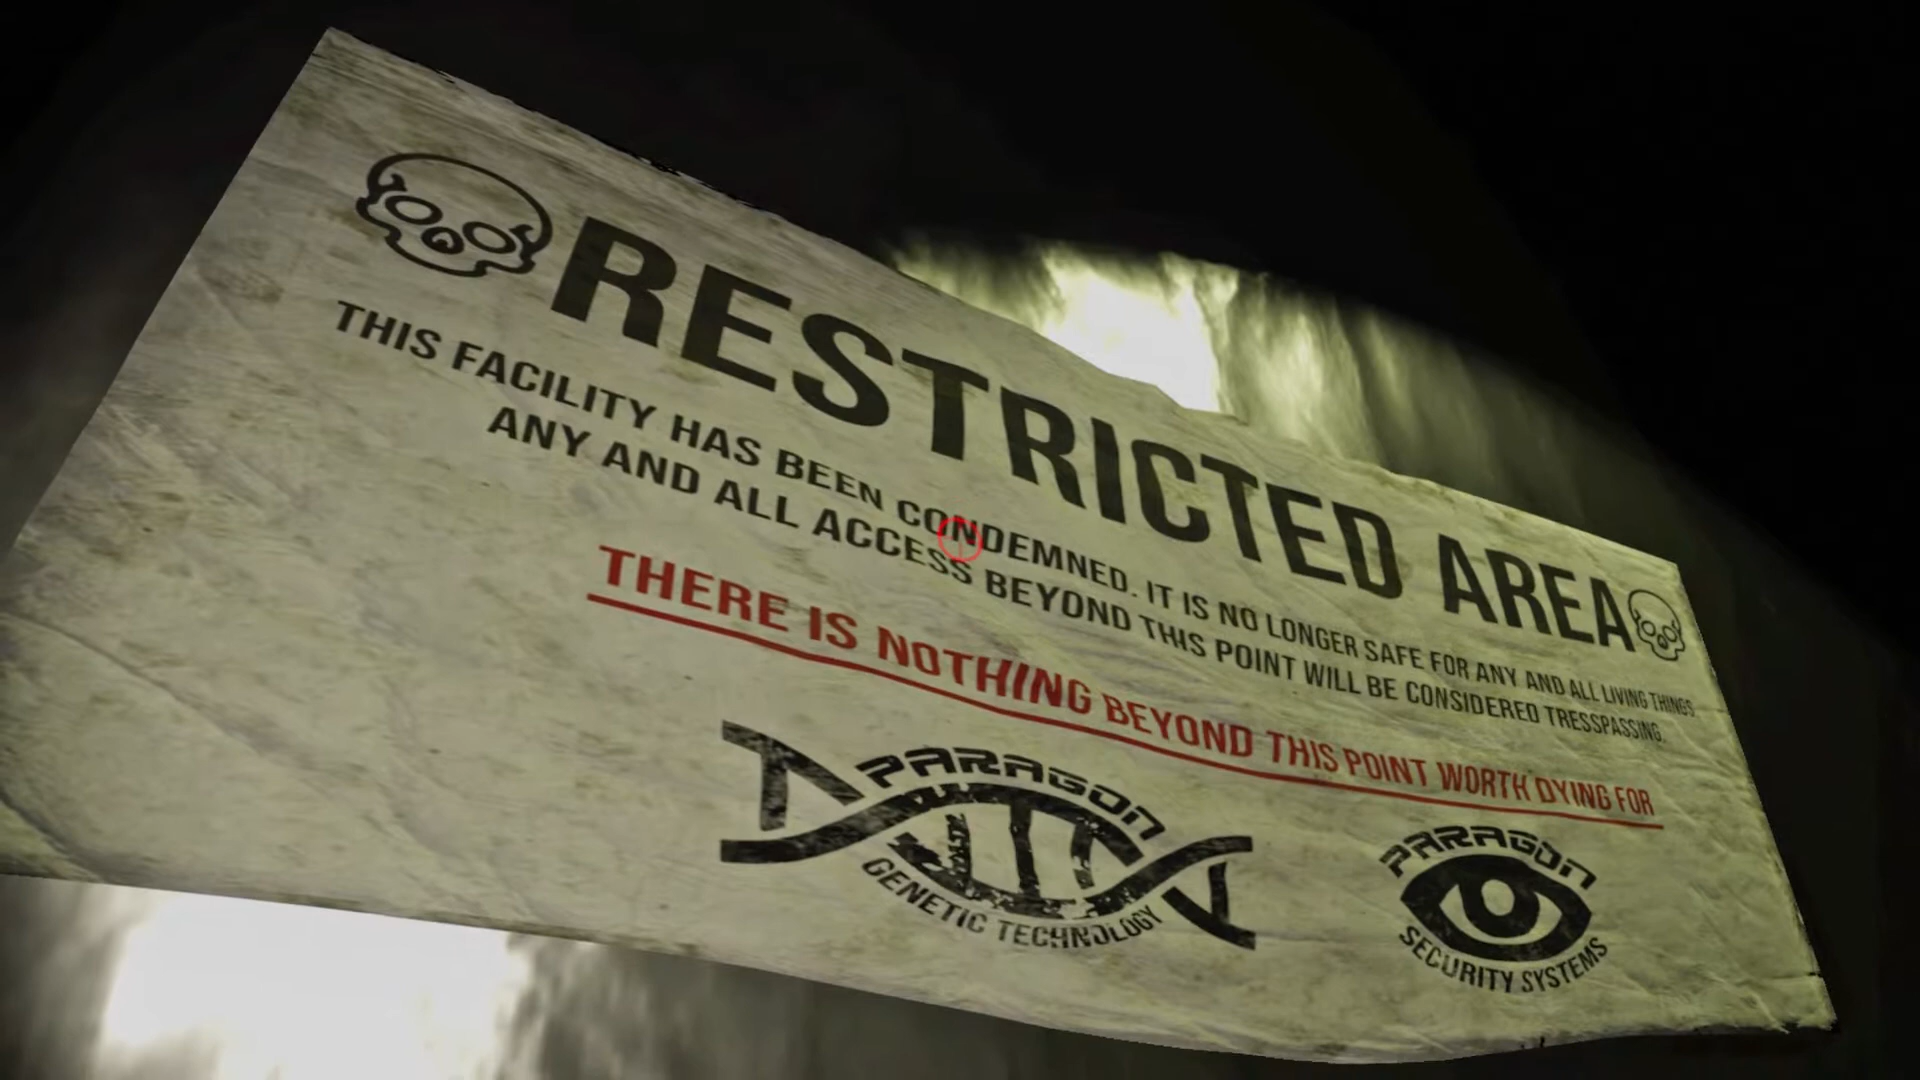 RESTRICTED AREA
THIS FACILITY HAS BEEN CONDEMNED. IT IS NO LONGER SAFE FOR ANY AND ALL LIVING THINGS
ANY AND ALL ACCESS BEYOND THIS POINT WILL BE CONSIDERED TRESSPASSING.
THERE IS NOTHING BEYOND THIS POINT WORTH DYING FOR
PARAGON
GENETIC TECHNOLOGY
PARAGON
SECURITY SYSTEMS